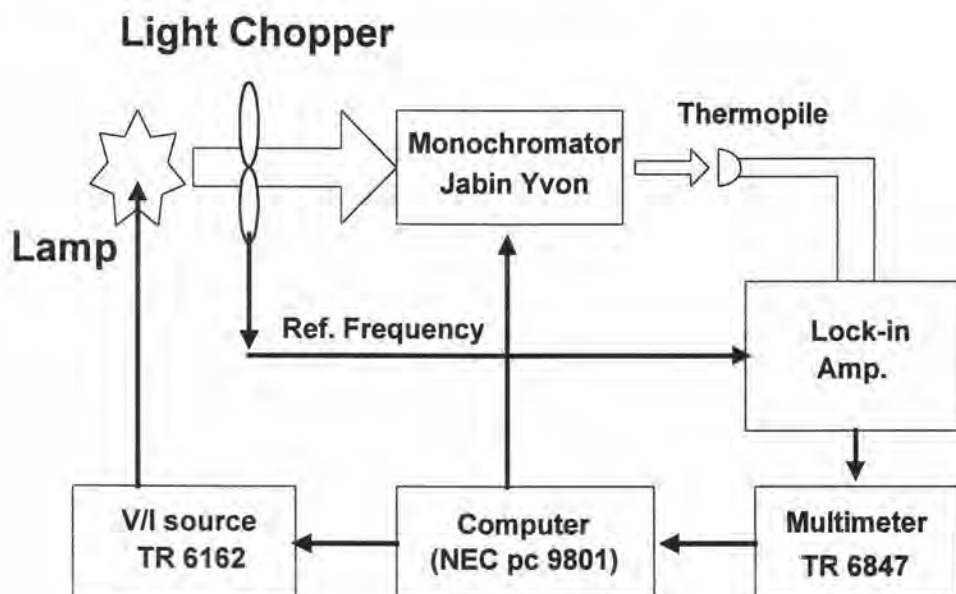 Light Chopper
Thermopile
Monochromator
Jabin Yvon
Lamp
Ref. Frequency
Lock-in
Amp.
V/I source
TR 6162
Computer
(NEC pc 9801)
Multimeter
TR 6847